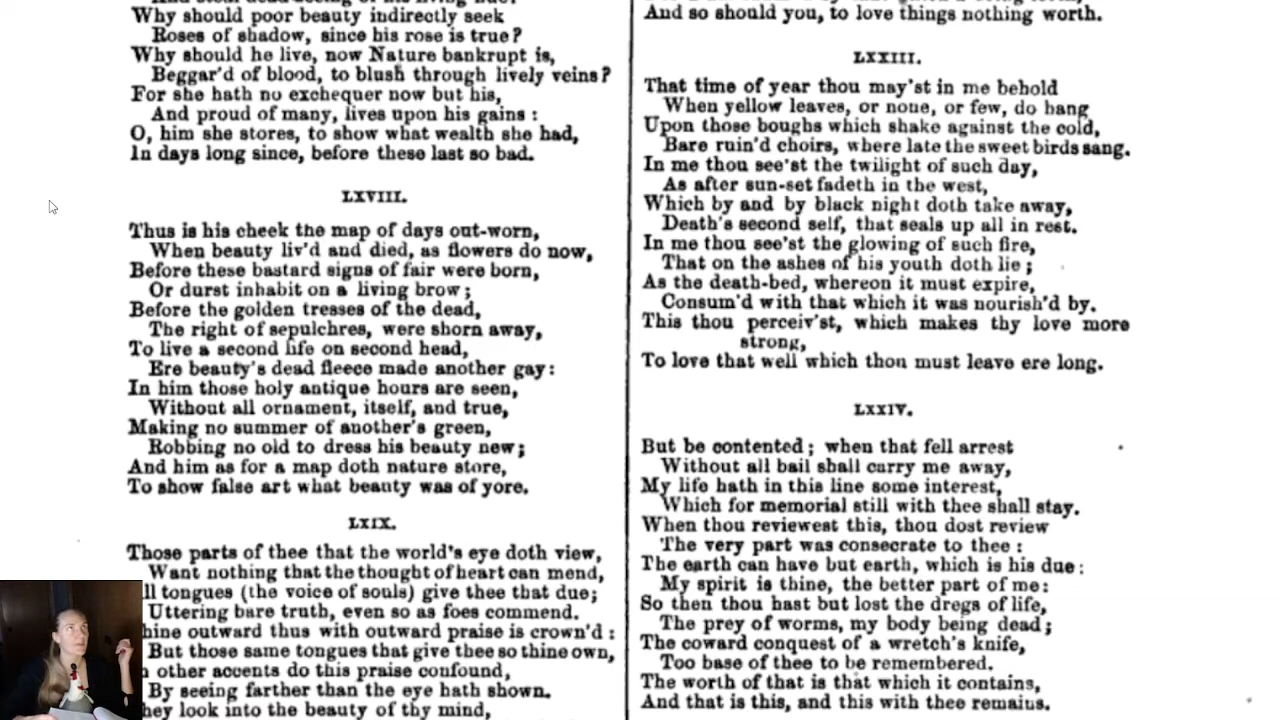 Why should poor beauty indirectly seek
Roses of shadow, since his rose is true?
Why should he live, now Nature bankrupt is,
Beggar'd of blood, to blush through lively veins?
For she hath no exchequer now but his,
And proud of many, lives upon his gains:
O, him she stores, to show what wealth she had,
In days long since, before these last so bad.
LXVIII.
Thus is his cheek the map of days out-worn,
When beauty liv'd and died, as flowers do now,
Before these bastard signs of fair were born,
Or durst inhabit on a living brow;
Before the golden tresses of the dead,
The right of sepulchres, were shorn away,
To live a second life on second head,
Ere beauty's dead fleece made another gay:
In him those holy antique hours are seen,
Without all ornament, itself, and true,
Making no summer of another's green,
Robbing no old to dress his beauty new;
And him as for a map doth nature store,
To show false art what beauty was of yore.
LXIX.
Those parts of thee that the world's eye doth view,
Want nothing that the thought of heart can mend,
ll tongues (the voice of souls) give thee that due;
Uttering bare truth, even so as foes commend.
hine outward thus with outward praise is crown'd:
But those same tongues that give thee so thine own,
n other accents do this praise confound,
By seeing farther than the eye hath shown.
hey look into the beauty of thy mind,
And so should you, to love things nothing worth.
LXXIII.
That time of year thou may'st in me behold
When yellow leaves, or none, or few, do hang
Upon those boughs which shake against the cold,
Bare ruin'd choirs, where late the sweet birds sang.
In me thou see'st the twilight of such day,
As after sun-set fadeth in the west,
Which by and by black night doth take away,
Death's second self, that seals up all in rest.
In me thou see'st the glowing of such fire,
That on the ashes of his youth doth lie;
As the death-bed, whereon it must expire,
Consum'd with that which it was nourish'd by.
This thou perceiv'st, which makes thy love more
strong,
To love that well which thou must leave ere long.
LXXIV.
But be contented; when that fell arrest
Without all bail shall carry me away,
My life hath in this line some interest,
Which for memorial still with thee shall stay.
When thou reviewest this, thou dost review
The very part was consecrate to thee:
The earth can have but earth, which is his due:
My spirit is thine, the better part of me:
So then thou hast but lost the dregs of life,
The prey of worms, my body being dead;
The coward conquest of a wretch's knife,
Too base of thee to be remembered.
The worth of that is that which it contains,
And that is this, and this with thee remains.